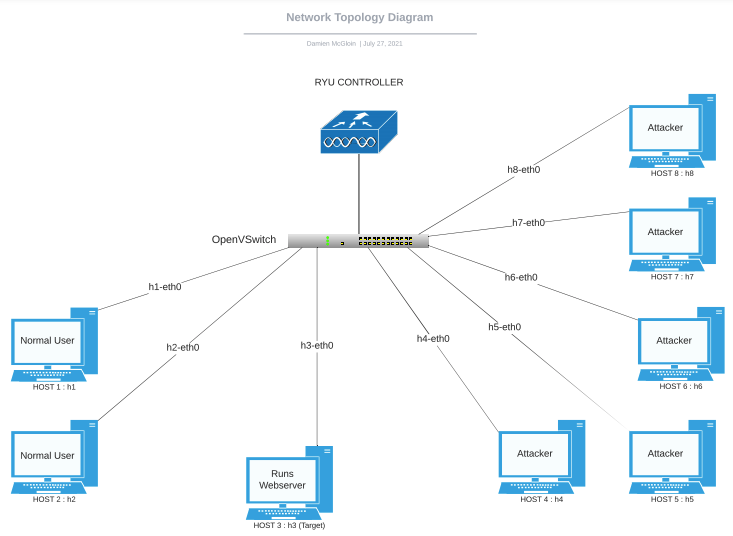 Network Topology Diagram
Damien McGloin | July 27, 2021
RYU CONTROLLER
Attacker
HOST 8 : h8
h8-eth0
Attacker
HOST 7 : h7
h7-eth0
OpenVSwitch
h6-eth0
h1-eth0
h5-eth0
h4-eth0
h3-eth0
h2-eth0
Normal User
HOST 1 : h1
Attacker
HOST 6 : h6
Normal User
HOST 2 : h2
Runs
Webserver
HOST 3 : h3 (Target)
Attacker
HOST 4 : h4
Attacker
HOST 5 : h5